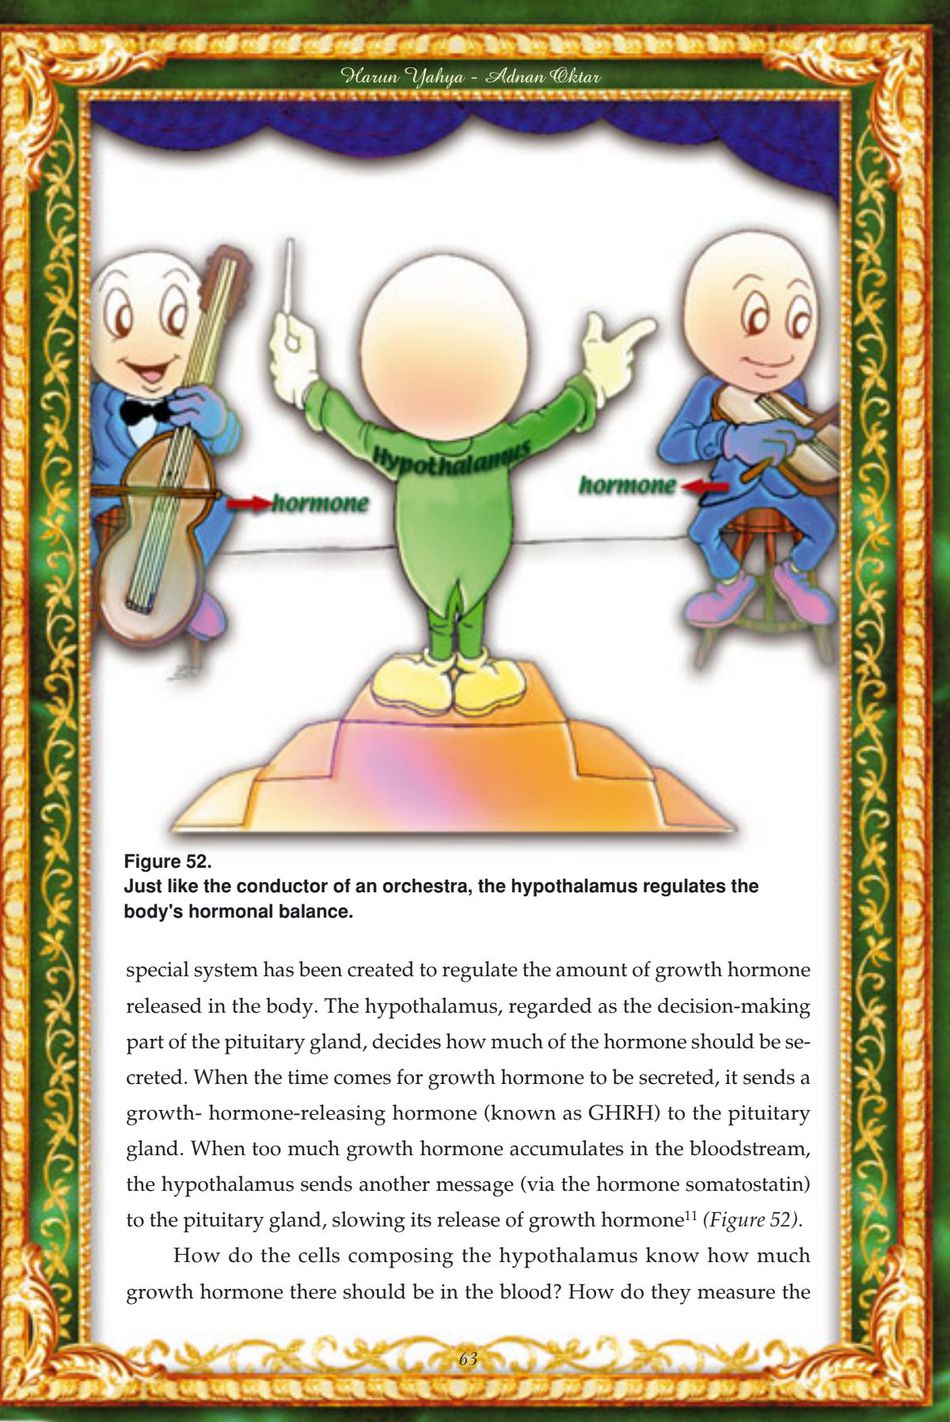 Harun Yahya - Adnan Oktar
Hypothalamus
hormone
hormone
Figure 52.
Just like the conductor of an orchestra, the hypothalamus regulates the
body's hormonal balance.
special system has been created to regulate the amount of growth hormone
released in the body. The hypothalamus, regarded as the decision-making
part of the pituitary gland, decides how much of the hormone should be se-
creted. When the time comes for growth hormone to be secreted, it sends a
growth- hormone-releasing hormone (known as GHRH) to the pituitary
gland. When too much growth hormone accumulates in the bloodstream,
the hypothalamus sends another message (via the hormone somatostatin)
to the pituitary gland, slowing its release of growth hormone¹¹ (Figure 52).
How do the cells composing the hypothalamus know how much
growth hormone there should be in the blood? How do they measure the
63